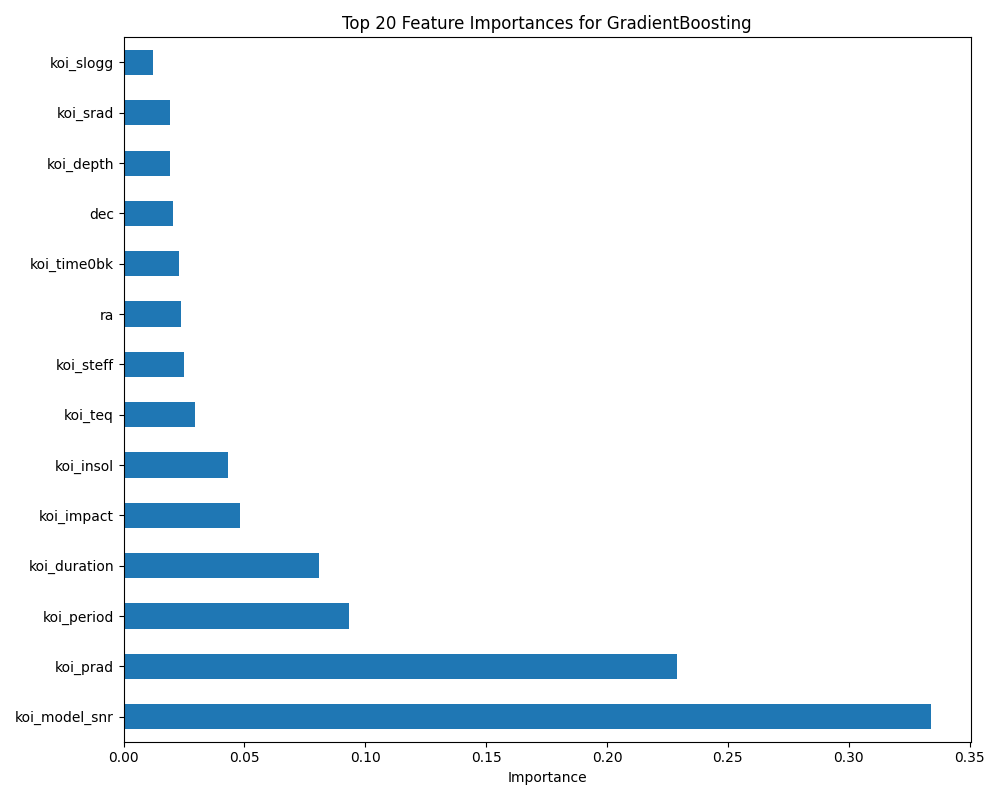 Top 20 Feature Importances for GradientBoosting
koi_slogg
koi_srad
koi_depth
dec
koi_time0bk
ra
koi_steff
koi_teq
koi_insol
koi_impact
koi_duration
koi_period
koi_prad
koi_model_snr
0.00 0.05 0.10 0.15 0.20 0.25 0.30 0.35
Importance